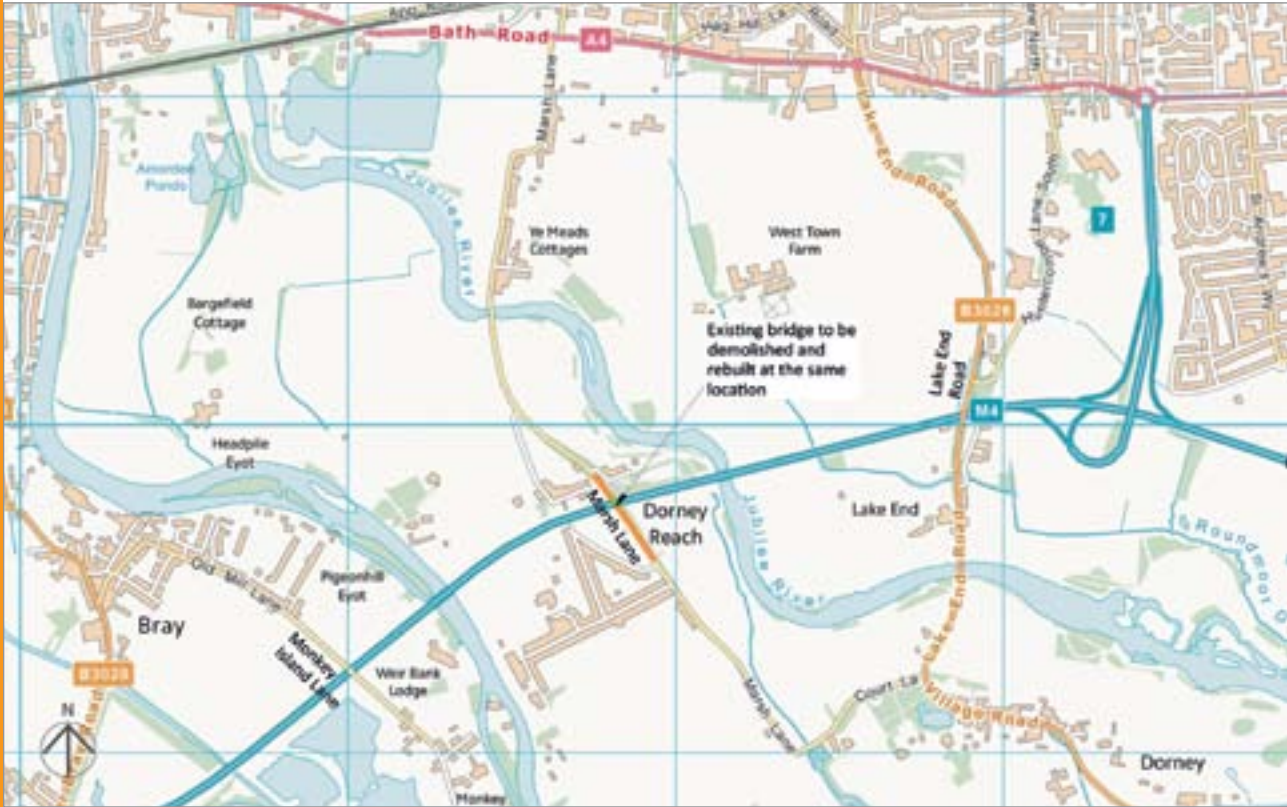 Bath Road
A4
Marsh Lane
Lake End Road
Jubilee River
Ye Meads
Cottages
West Town
Farm
7
Bargefield
Cottage
B3028
Existing bridge to be
demolished and
rebuilt at the same
location
Lake End
Road
M4
Headpile
Eyot
Marsh Lane
Dorney
Reach
Lake End
Jubilee River
Roundmoor
Old Mill Lane
Pigeonhill
Eyot
Bray
Monkey
Island Lane
Weir Bank
Lodge
B3028
Lake End Road
Court La
Village Road
Marsh Lane
N
Dorney
Monkey